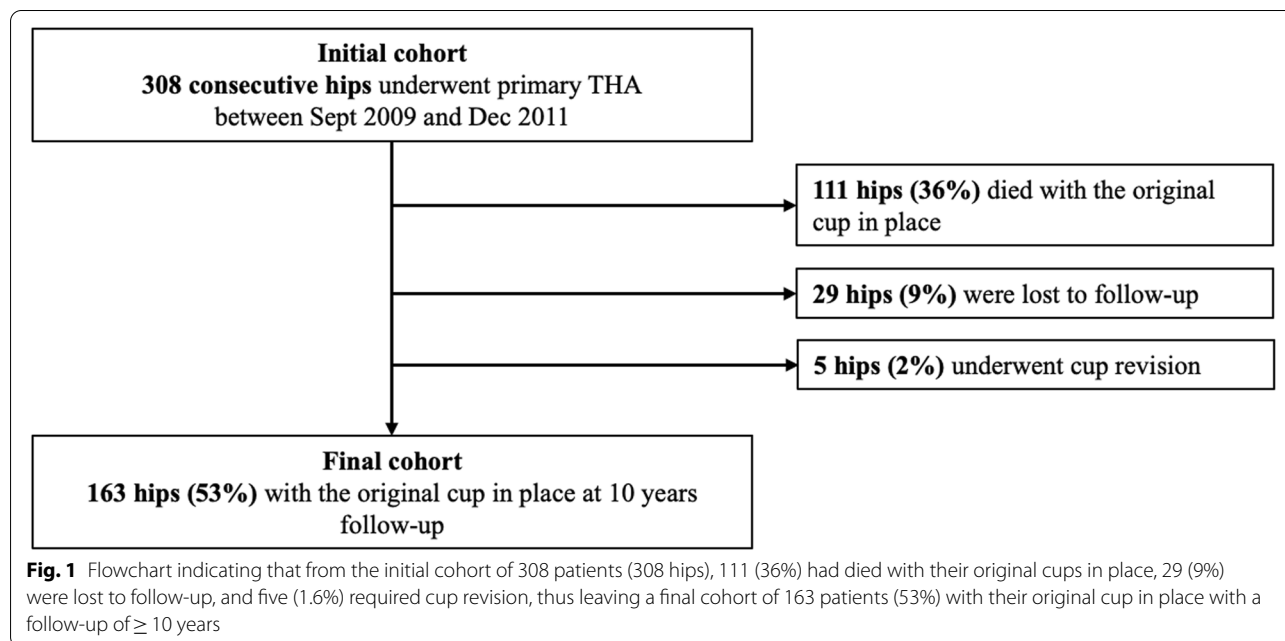 Initial cohort
308 consecutive hips underwent primary THA
between Sept 2009 and Dec 2011
111 hips (36%) died with the original
cup in place
29 hips (9%) were lost to follow-up
5 hips (2%) underwent cup revision
Final cohort
163 hips (53%) with the original cup in place at 10 years
follow-up
Fig. 1 Flowchart indicating that from the initial cohort of 308 patients (308 hips), 111 (36%) had died with their original cups in place, 29 (9%)
were lost to follow-up, and five (1.6%) required cup revision, thus leaving a final cohort of 163 patients (53%) with their original cup in place with a
follow-up of ≥ 10 years